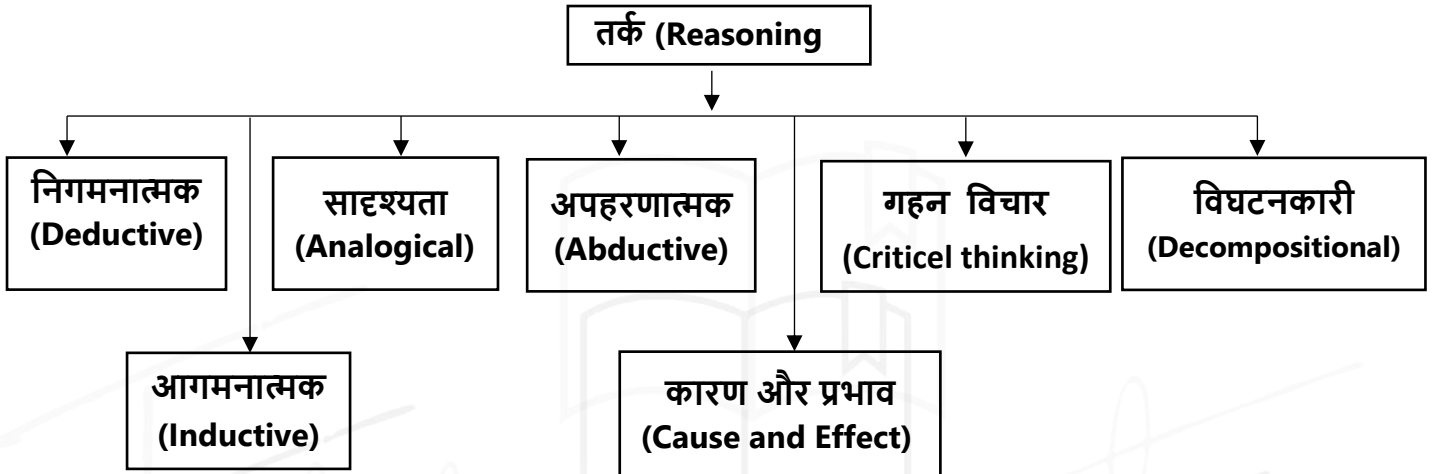 तर्क (Reasoning
निगमनात्मक
(Deductive)
सादृश्यता
(Analogical)
अपहरणात्मक
(Abductive)
गहन विचार
(Criticel thinking)
विघटनकारी
(Decompositional)
आगमनात्मक
(Inductive)
कारण और प्रभाव
(Cause and Effect)